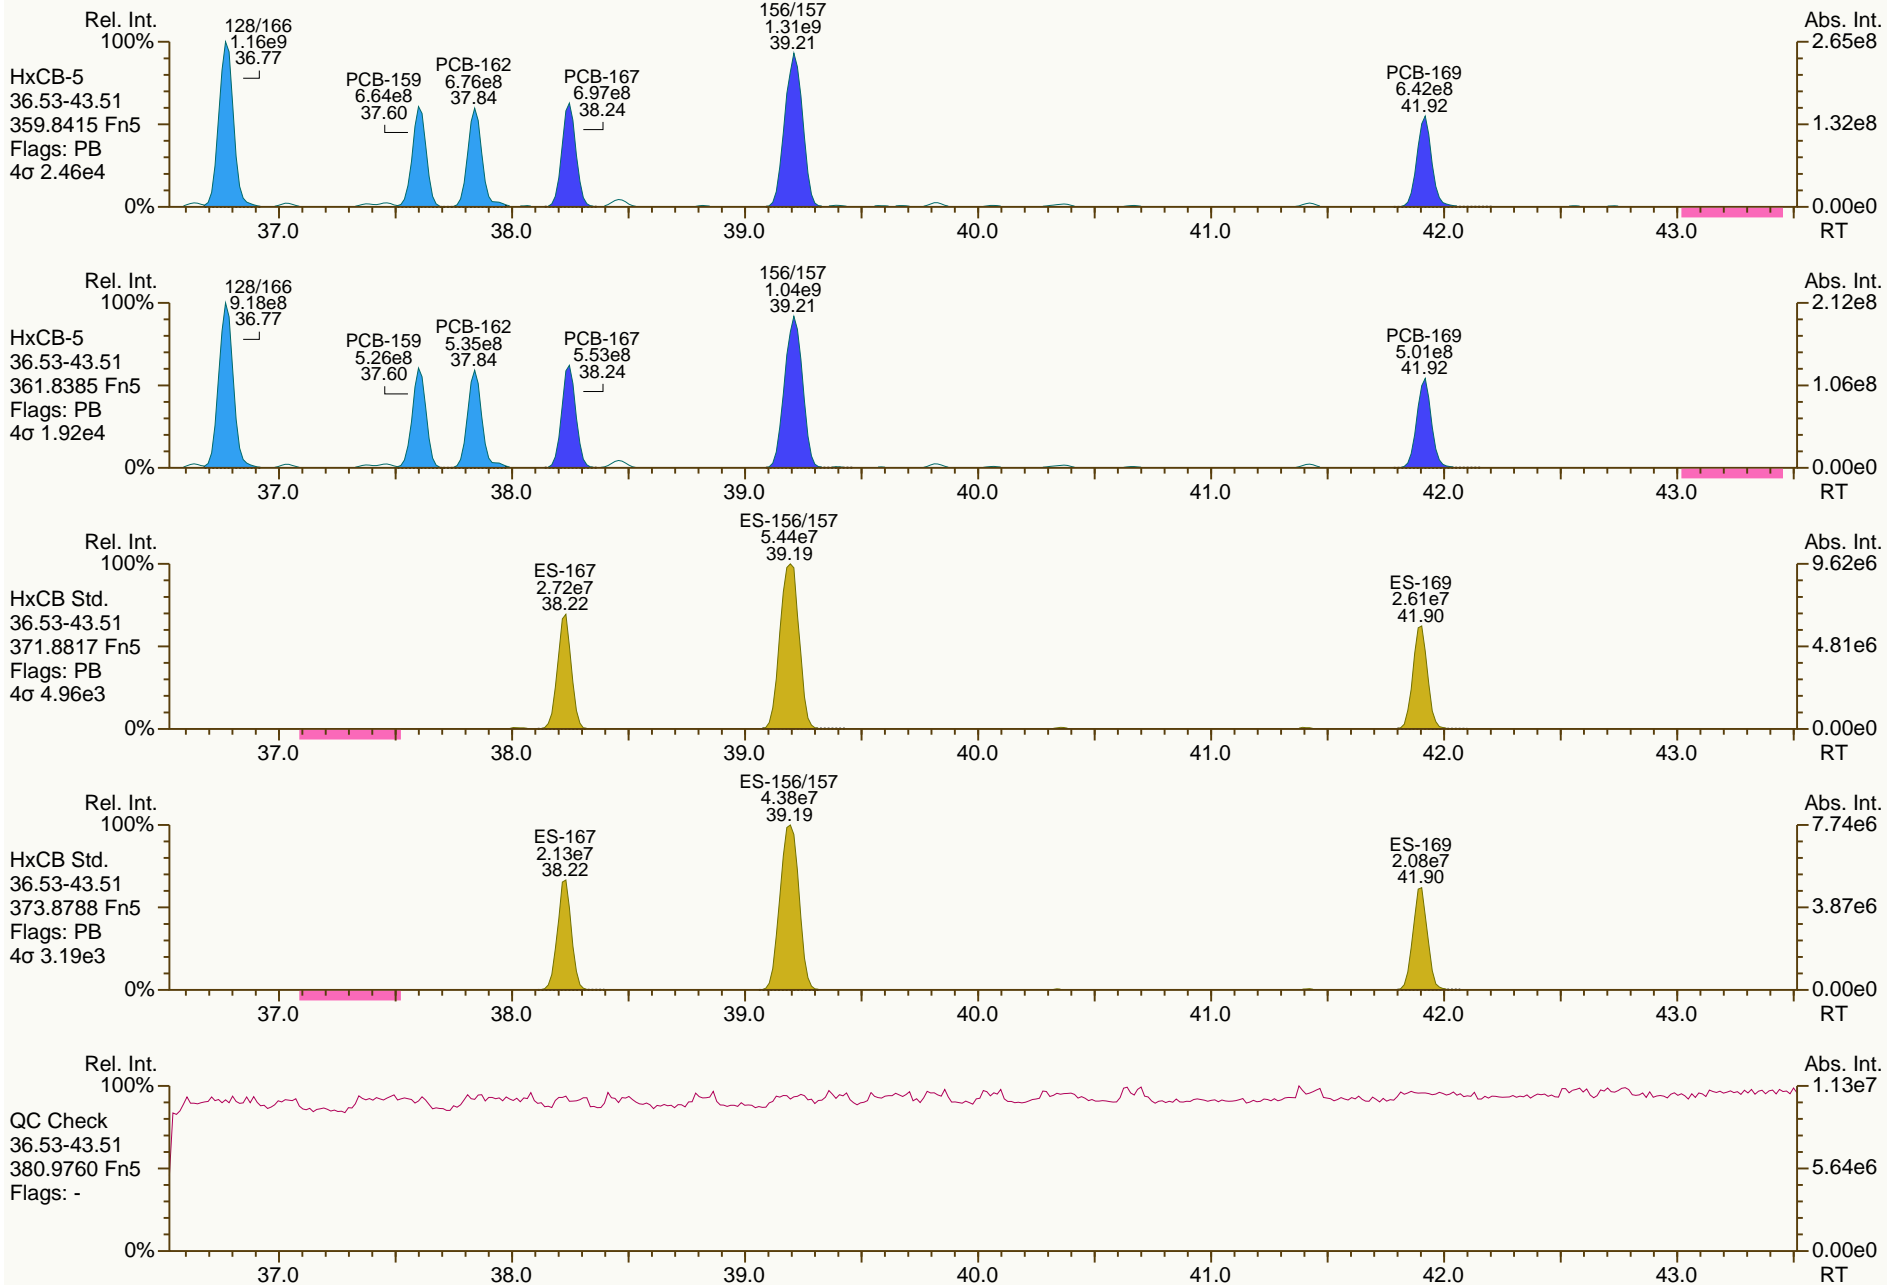 Rel. Int.
100%
0%
HxCB-5
36.53-43.51
359.8415 Fn5
Flags: PB
4σ 2.46e4
128/166
1.16e9
36.77
PCB-159
6.64e8
37.60
PCB-162
6.76e8
37.84
PCB-167
6.97e8
38.24
156/157
1.31e9
39.21
PCB-169
6.42e8
41.92
Abs. Int.
2.65e8
1.32e8
0.00e0
37.0 38.0 39.0 40.0 41.0 42.0 43.0 RT
Rel. Int.
100%
0%
HxCB-5
36.53-43.51
361.8385 Fn5
Flags: PB
4σ 1.92e4
128/166
9.18e8
36.77
PCB-159
5.26e8
37.60
PCB-162
5.35e8
37.84
PCB-167
5.53e8
38.24
156/157
1.04e9
39.21
PCB-169
5.01e8
41.92
Abs. Int.
2.12e8
1.06e8
0.00e0
37.0 38.0 39.0 40.0 41.0 42.0 43.0 RT
Rel. Int.
100%
0%
HxCB Std.
36.53-43.51
371.8817 Fn5
Flags: PB
4σ 4.96e3
ES-167
2.72e7
38.22
ES-156/157
5.44e7
39.19
ES-169
2.61e7
41.90
Abs. Int.
9.62e6
4.81e6
0.00e0
37.0 38.0 39.0 40.0 41.0 42.0 43.0 RT
Rel. Int.
100%
0%
HxCB Std.
36.53-43.51
373.8788 Fn5
Flags: PB
4σ 3.19e3
ES-167
2.13e7
38.22
ES-156/157
4.38e7
39.19
ES-169
2.08e7
41.90
Abs. Int.
7.74e6
3.87e6
0.00e0
37.0 38.0 39.0 40.0 41.0 42.0 43.0 RT
Rel. Int.
100%
0%
QC Check
36.53-43.51
380.9760 Fn5
Flags: -
Abs. Int.
1.13e7
5.64e6
0.00e0
37.0 38.0 39.0 40.0 41.0 42.0 43.0 RT